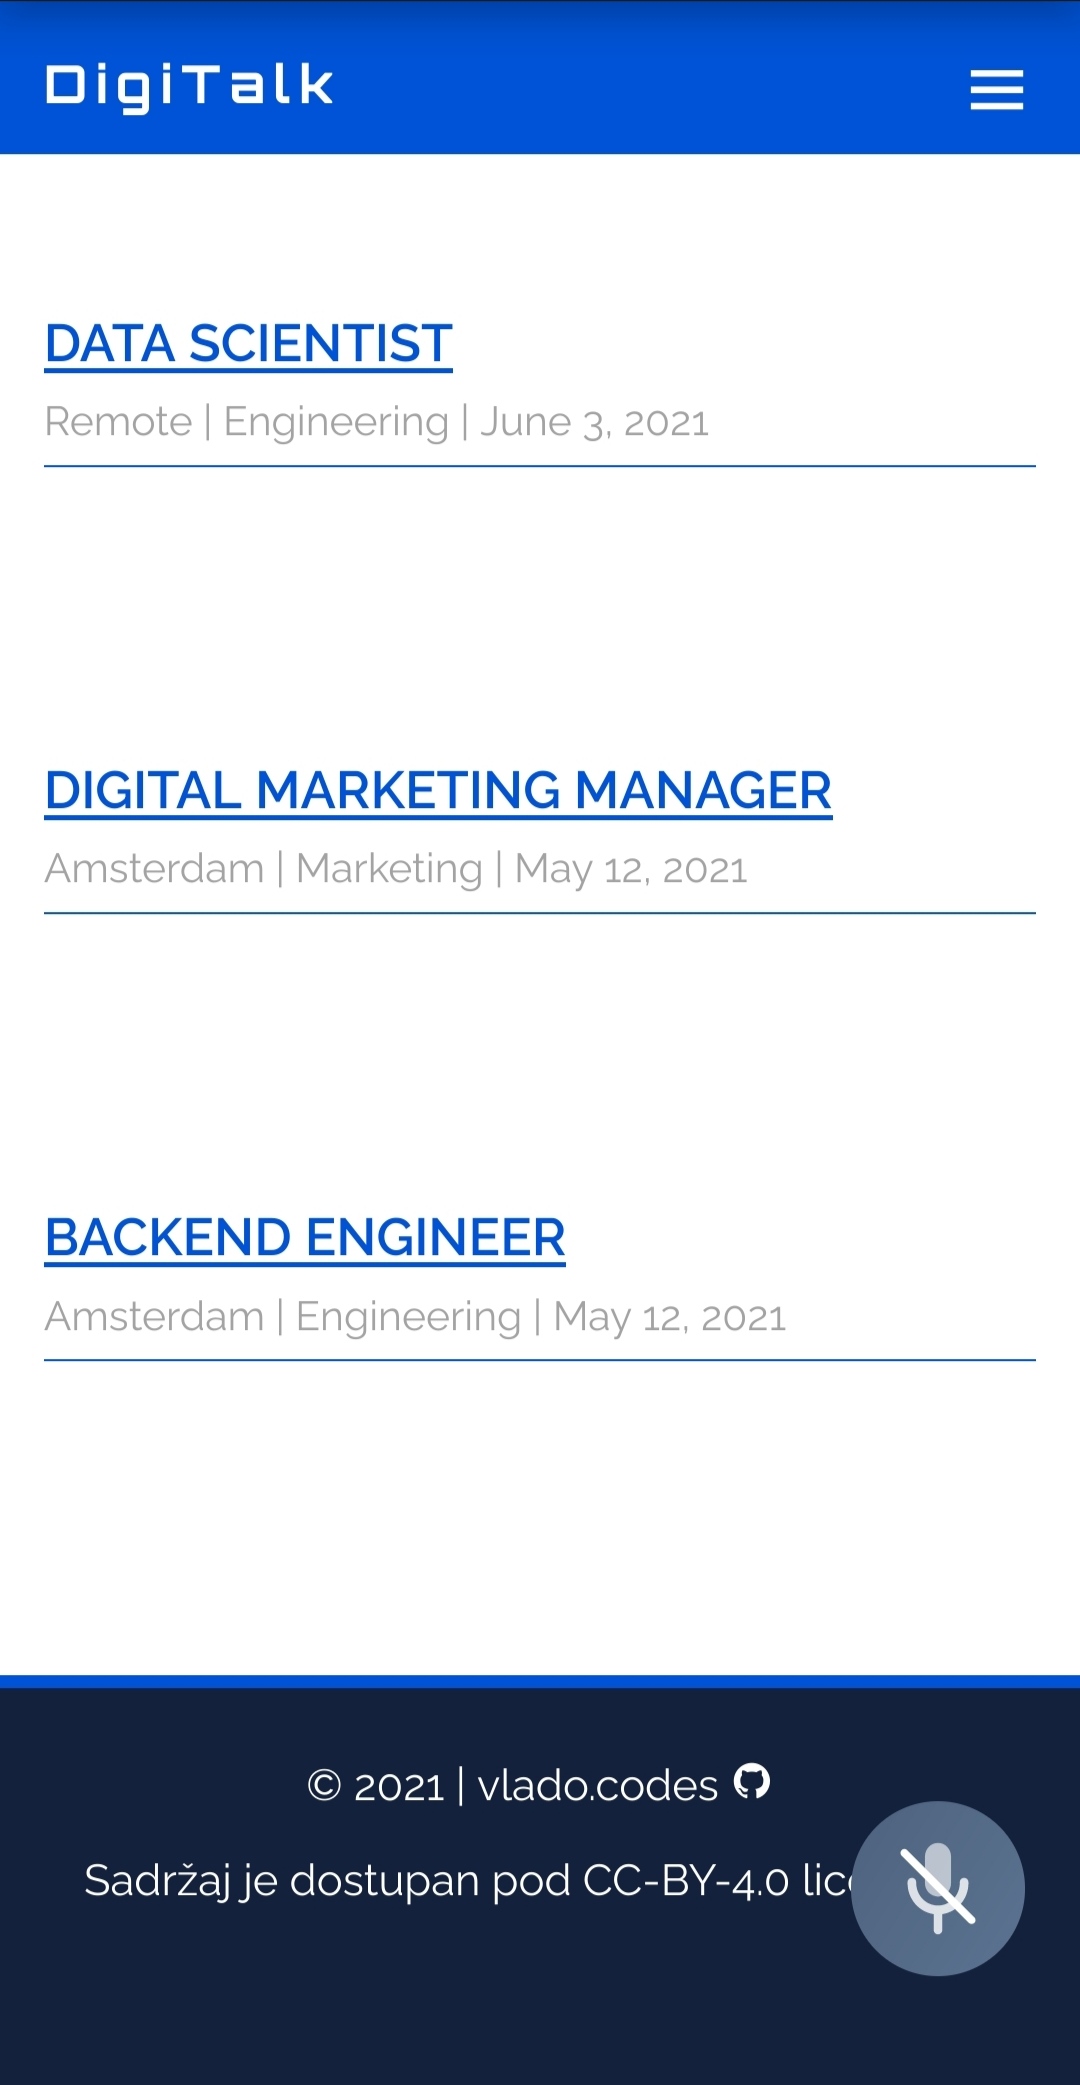 DigiTalk
DATA SCIENTIST
Remote | Engineering | June 3, 2021
DIGITAL MARKETING MANAGER
Amsterdam | Marketing | May 12, 2021
BACKEND ENGINEER
Amsterdam | Engineering | May 12, 2021
© 2021 | vlado.codes
Sadržaj je dostupan pod CC-BY-4.0